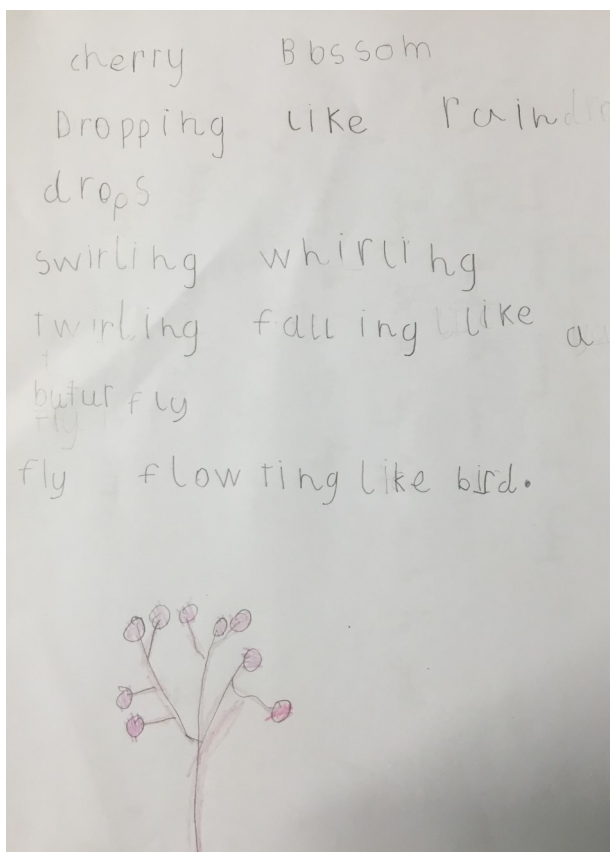 cherry Bbssom
Dropping like rain
drops
swirling whirling
twirling falling like a
buturfly
fly flowting like bird.